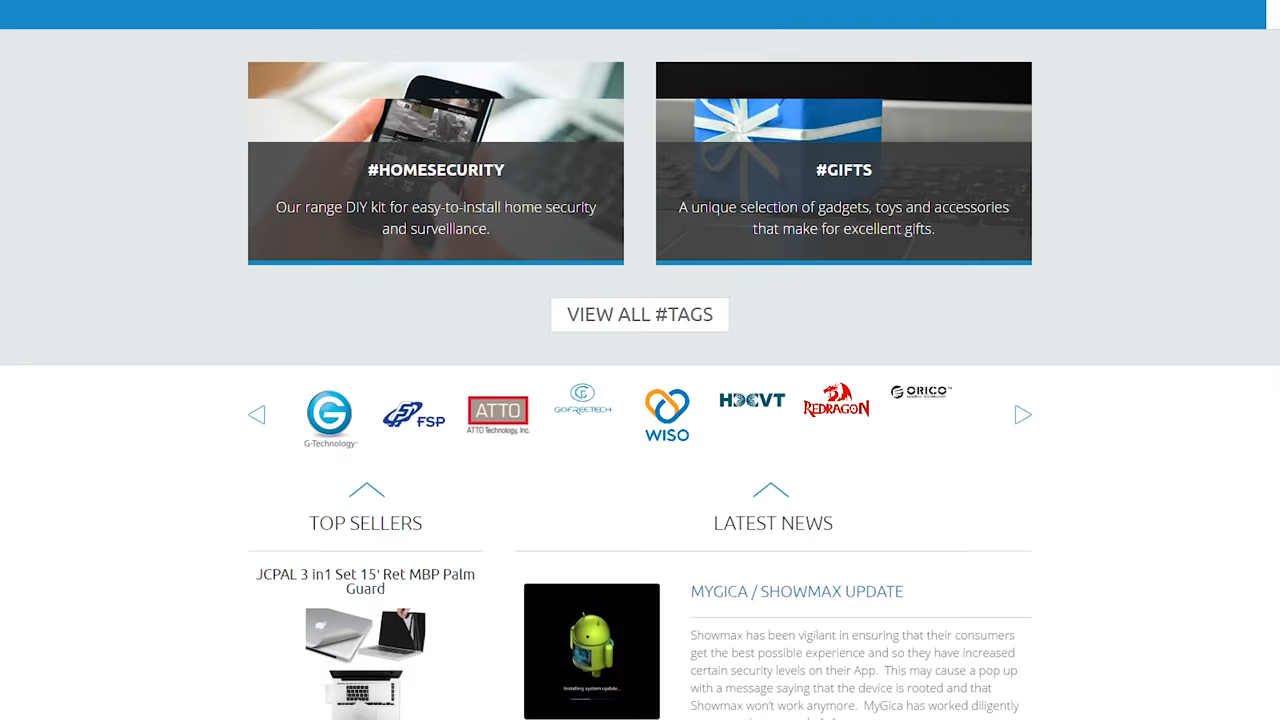 #HOMESECURITY
Our range DIY kit for easy-to-install home security
and surveillance.
#GIFTS
A unique selection of gadgets, toys and accessories
that make for excellent gifts.
VIEW ALL #TAGS
G
G-Technology
FSP
ATTO
ATTO Technology, Inc.
GOFREETECH
WISO
HDCVT
REDRAGON
ORICO
TOP SELLERS
JCPAL 3 in1 Set 15′ Ret MBP Palm
Guard
LATEST NEWS
Installing system update...
MYGICA / SHOWMAX UPDATE
Showmax has been vigilant in ensuring that their consumers
get the best possible experience and so they have increased
certain security levels on their App.  This may cause a pop up
with a message saying that the device is rooted and that
Showmax won't work anymore.  MyGica has worked diligently